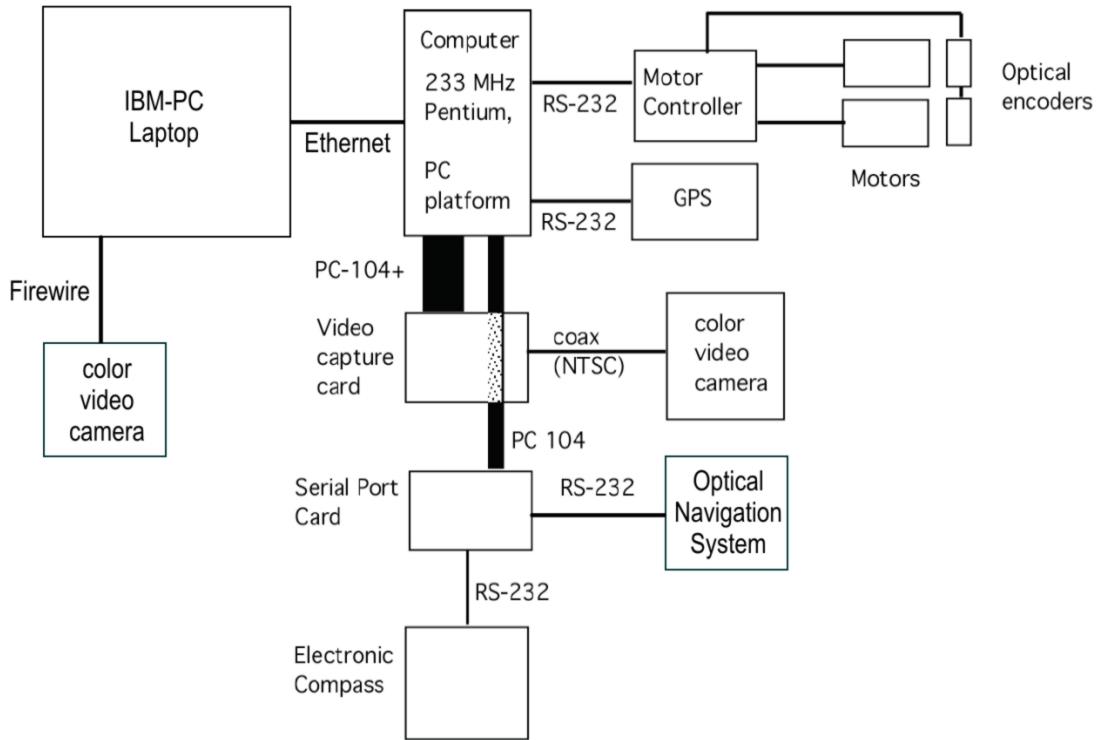 IBM-PC
Laptop
Ethernet
Computer
233 MHz
Pentium,
PC
platform
RS-232
Motor
Controller
Optical
encoders
Motors
RS-232
GPS
Firewire
color
video
camera
PC-104+
Video
capture
card
coax
(NTSC)
color
video
camera
PC 104
Serial Port
Card
RS-232
Optical
Navigation
System
RS-232
Electronic
Compass